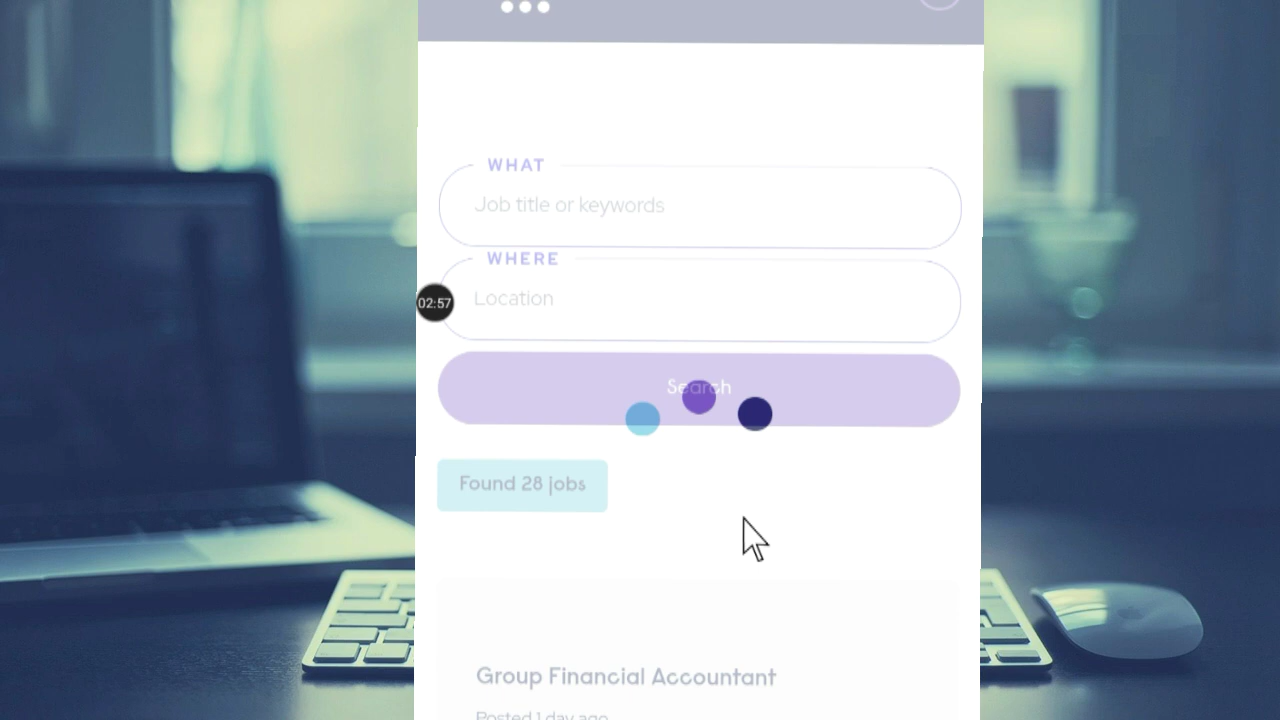 WHAT
Job title or keywords
WHERE
02:57
Location
Search
Found 28 jobs
Group Financial Accountant
Posted 1 day ago